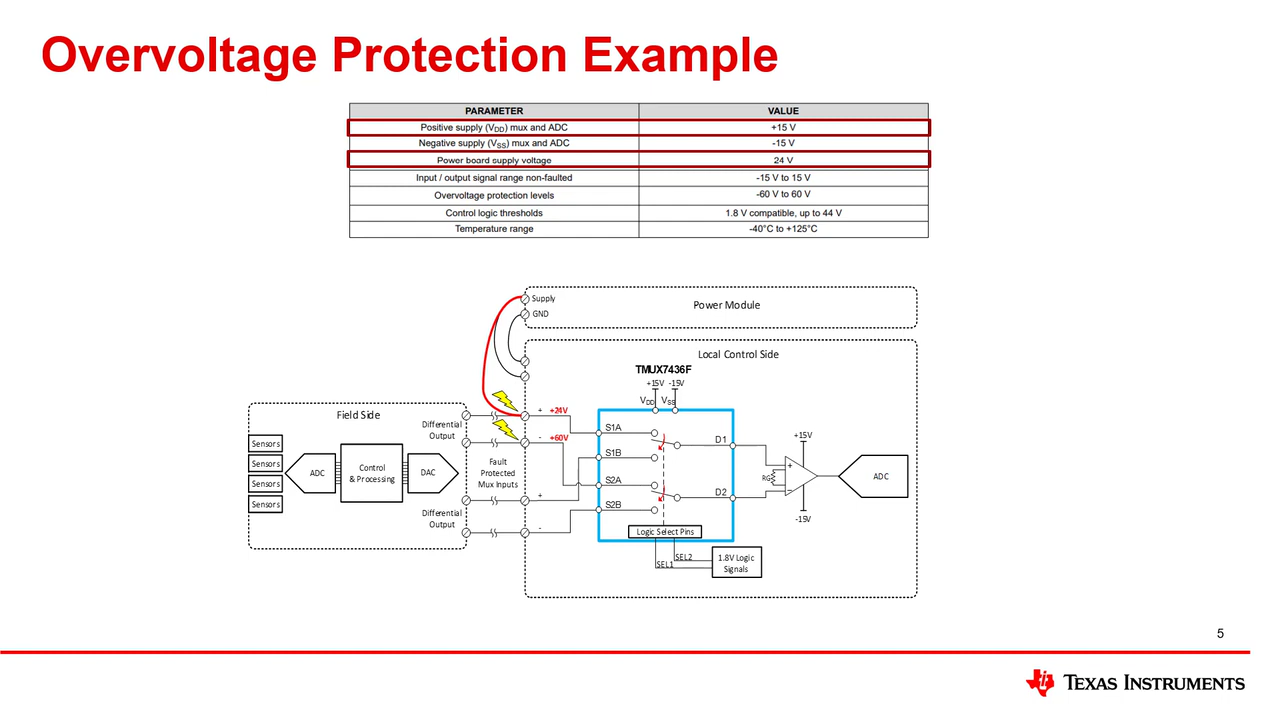 Overvoltage Protection Example
PARAMETER VALUE
Positive supply (VDD) mux and ADC +15 V
Negative supply (VSS) mux and ADC -15 V
Power board supply voltage 24 V
Input / output signal range non-faulted -15 V to 15 V
Overvoltage protection levels -60 V to 60 V
Control logic thresholds 1.8 V compatible, up to 44 V
Temperature range -40°C to +125°C
Supply
GND
Power Module
Local Control Side
TMUX7436F
+15V -15V
VDD VSS
Field Side
Differential
Output
Sensors
Sensors
Sensors
Sensors
ADC
Control
& Processing
DAC
Differential
Output
Fault
Protected
Mux Inputs
+ +24V
- +60V
+
-
S1A
S1B
S2A
S2B
D1
D2
Logic Select Pins
SEL2
SEL1
1.8V Logic
Signals
+15V
+
RG
-
-15V
ADC
5
TEXAS INSTRUMENTS